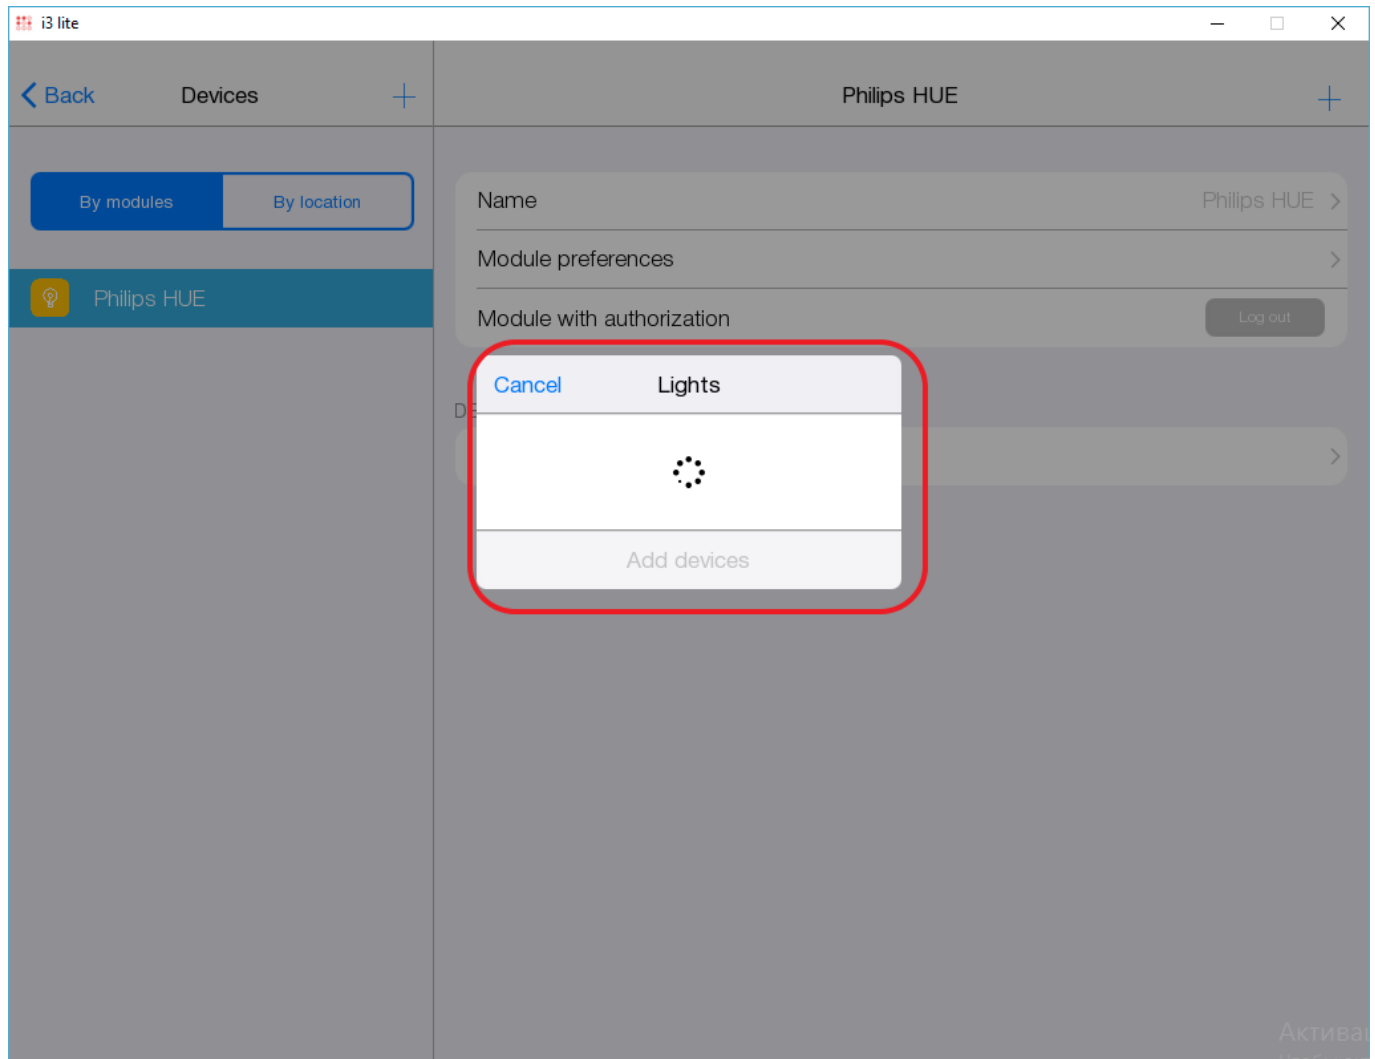 i3 lite
Back
Devices
Philips HUE
By modules
By location
Philips HUE
Name
Philips HUE
Module preferences
Module with authorization
Log out
Cancel
Lights
Add devices